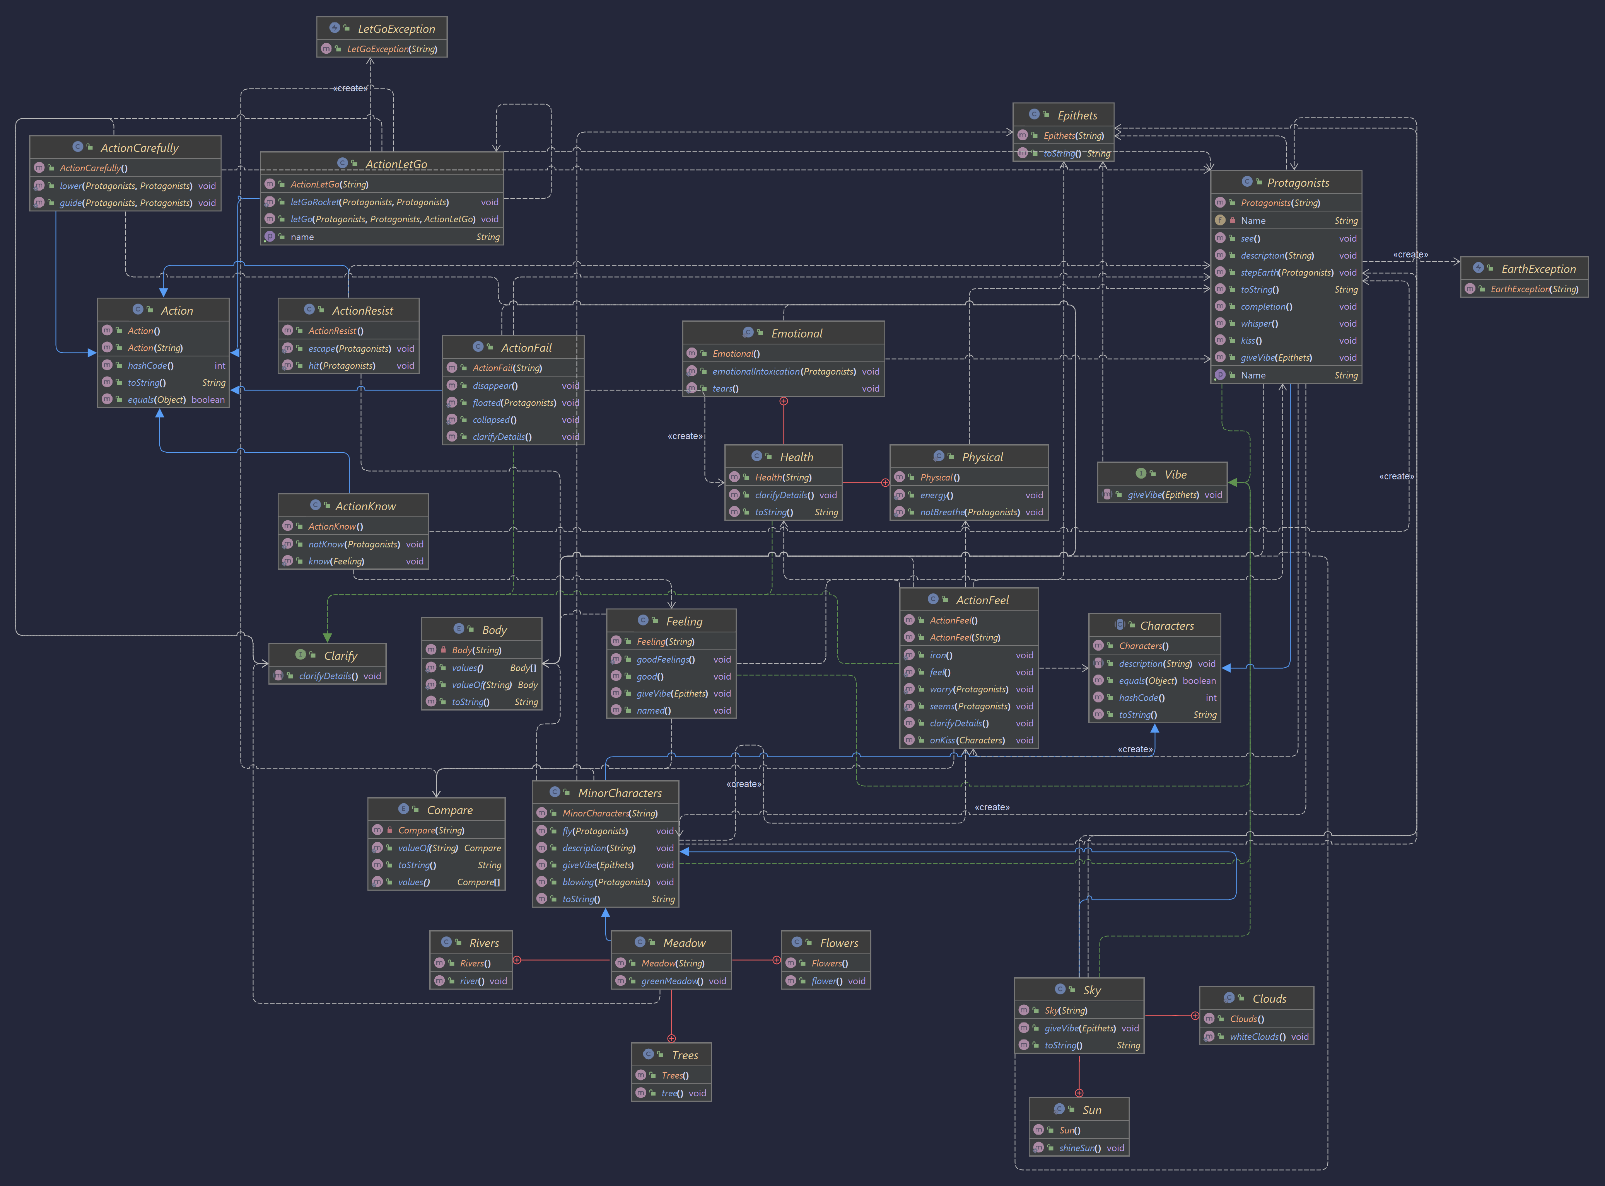 LetGoException
LetGoException(String)
«create»
ActionCarefully
ActionCarefully()
lower(Protagonists, Protagonists) void
guide(Protagonists, Protagonists) void
ActionLetGo
ActionLetGo(String)
letGoRocket(Protagonists, Protagonists) void
letGo(Protagonists, Protagonists, ActionLetGo) void
name String
Epithets
Epithets(String)
toString() String
Protagonists
Protagonists(String)
Name String
see() void
description(String) void
stepEarth(Protagonists) void
toString() String
completion() void
whisper() void
kiss() void
giveVibe(Epithets) void
Name String
«create»
EarthException
EarthException(String)
Action
Action()
Action(String)
hashCode() int
toString() String
equals(Object) boolean
ActionResist
ActionResist()
escape(Protagonists) void
hit(Protagonists) void
ActionFail
ActionFail(String)
disappear() void
floated(Protagonists) void
collapsed() void
clarifyDetails() void
Emotional
Emotional()
emotionalIntoxication(Protagonists) void
tears() void
«create»
Health
Health(String)
clarifyDetails() void
toString() String
Physical
Physical()
energy() void
notBreathe(Protagonists) void
Vibe
giveVibe(Epithets) void
«create»
ActionKnow
ActionKnow()
notKnow(Protagonists) void
know(Feeling) void
Clarify
clarifyDetails() void
Body
Body(String)
values() Body[]
valueOf(String) Body
toString() String
Feeling
Feeling(String)
goodFeelings() void
good() void
giveVibe(Epithets) void
named() void
ActionFeel
ActionFeel()
ActionFeel(String)
iron() void
feel() void
worry(Protagonists) void
seems(Protagonists) void
clarifyDetails() void
onKiss(Characters) void
Characters
Characters()
description(String) void
equals(Object) boolean
hashCode() int
toString() String
«create»
«create»
«create»
Compare
Compare(String)
valueOf(String) Compare
toString() String
values() Compare[]
MinorCharacters
MinorCharacters(String)
fly(Protagonists) void
description(String) void
giveVibe(Epithets) void
blowing(Protagonists) void
toString() String
Rivers
Rivers()
river() void
Meadow
Meadow(String)
greenMeadow() void
Flowers
Flowers()
flower() void
Trees
Trees()
tree() void
Sky
Sky(String)
giveVibe(Epithets) void
toString() String
Clouds
Clouds()
whiteClouds() void
Sun
Sun()
shineSun() void